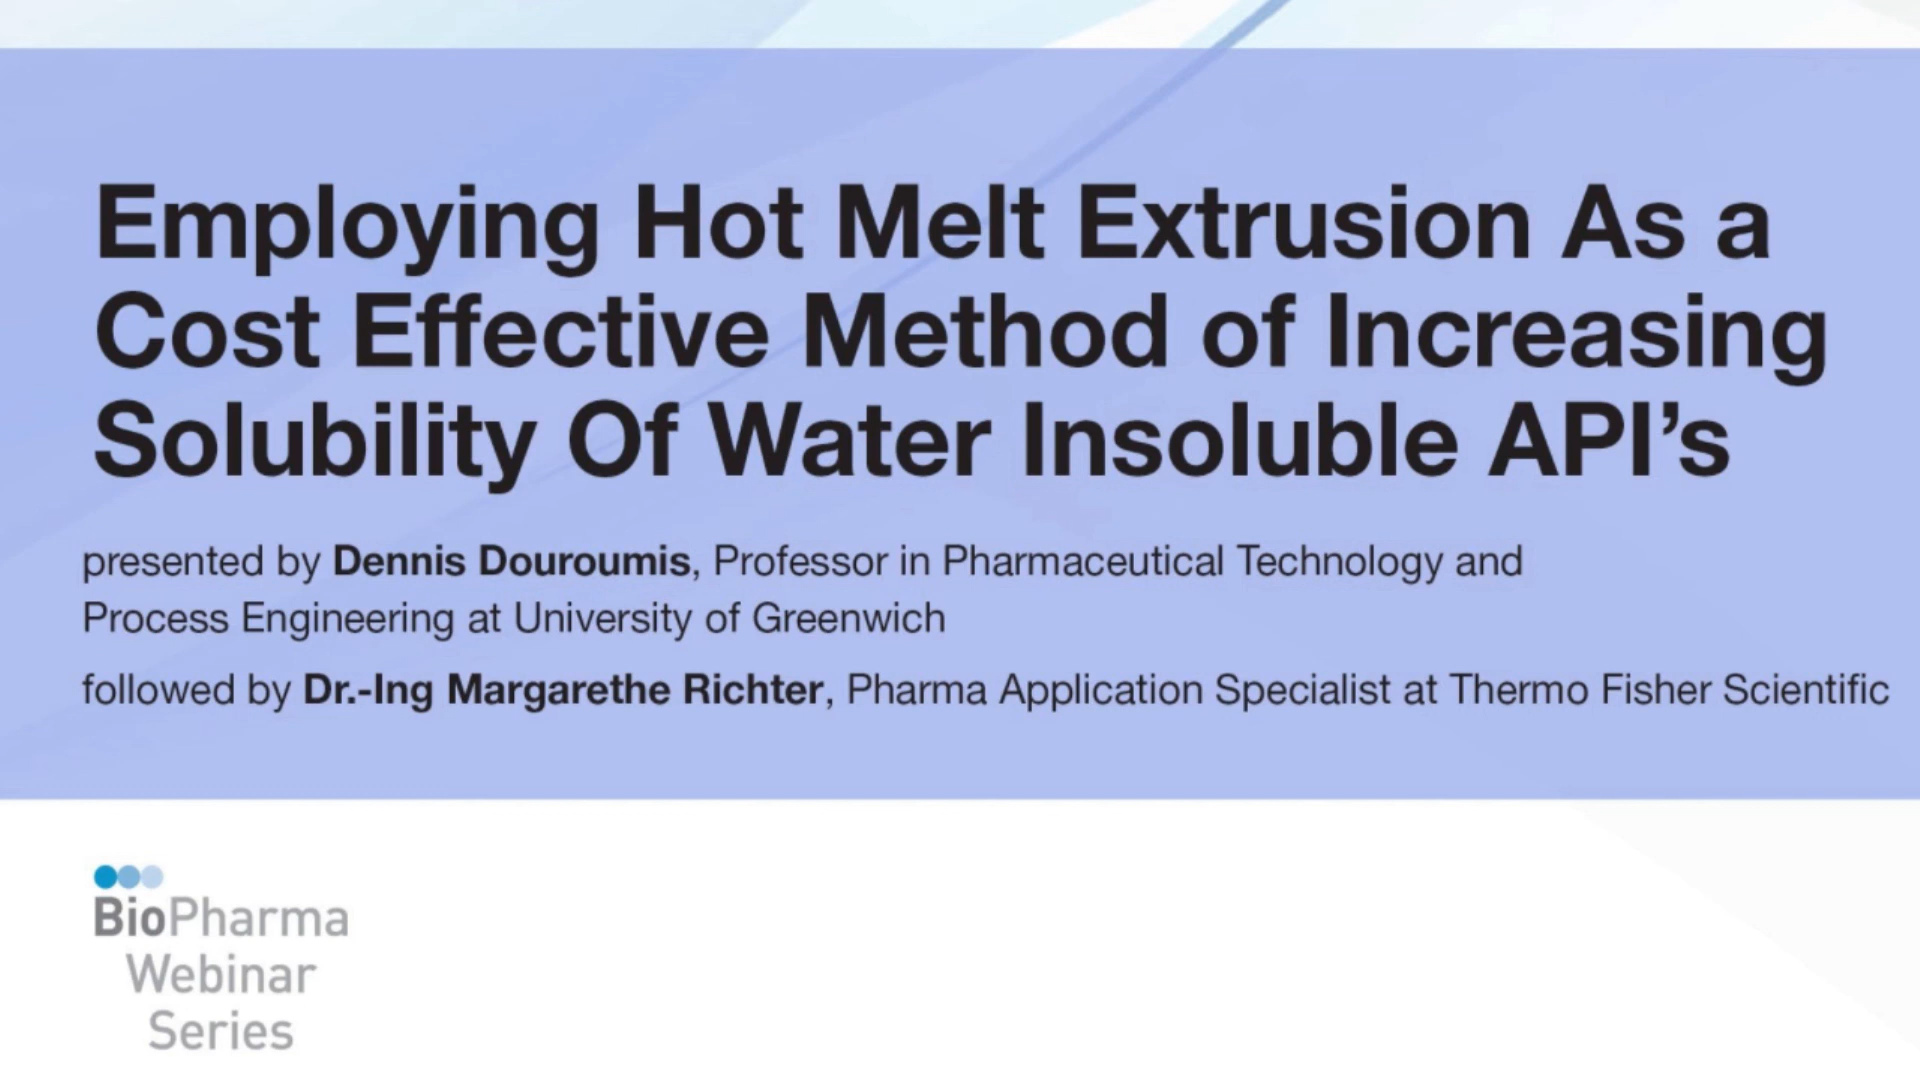 Employing Hot Melt Extrusion As a
Cost Effective Method of Increasing
Solubility Of Water Insoluble API’s
presented by Dennis Douroumis, Professor in Pharmaceutical Technology and
Process Engineering at University of Greenwich
followed by Dr.-Ing Margarethe Richter, Pharma Application Specialist at Thermo Fisher Scientific
BioPharma
Webinar
Series